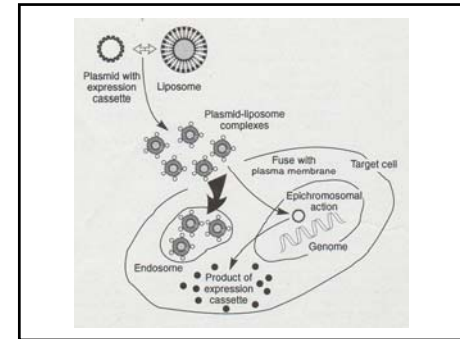 Plasmid with
expression
cassette
Liposome
Plasmid-liposome
complexes
Fuse with
plasma membrane
Target cell
Epichromosomal
action
Genome
Endosome
Product of
expression
cassette